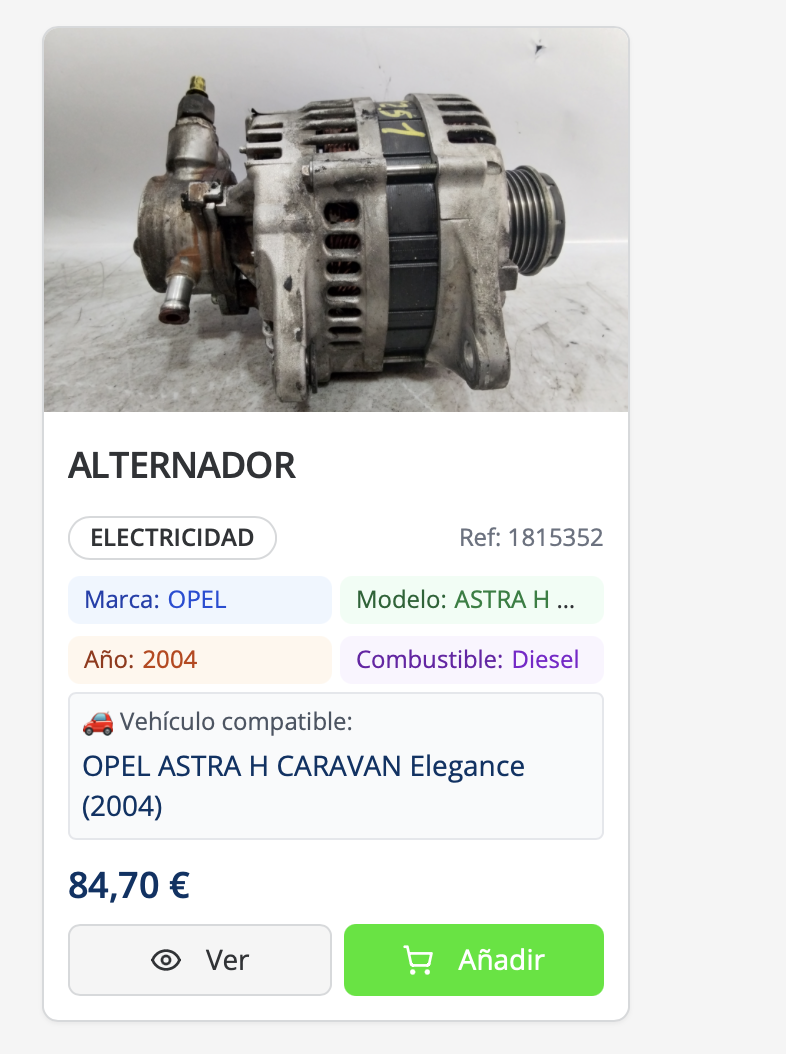 ALTERNADOR
ELECTRICIDAD
Ref: 1815352
Marca: OPEL
Modelo: ASTRA H ...
Año: 2004
Combustible: Diesel
🚗 Vehículo compatible:
OPEL ASTRA H CARAVAN Elegance
(2004)
84,70 €
Ver
Añadir